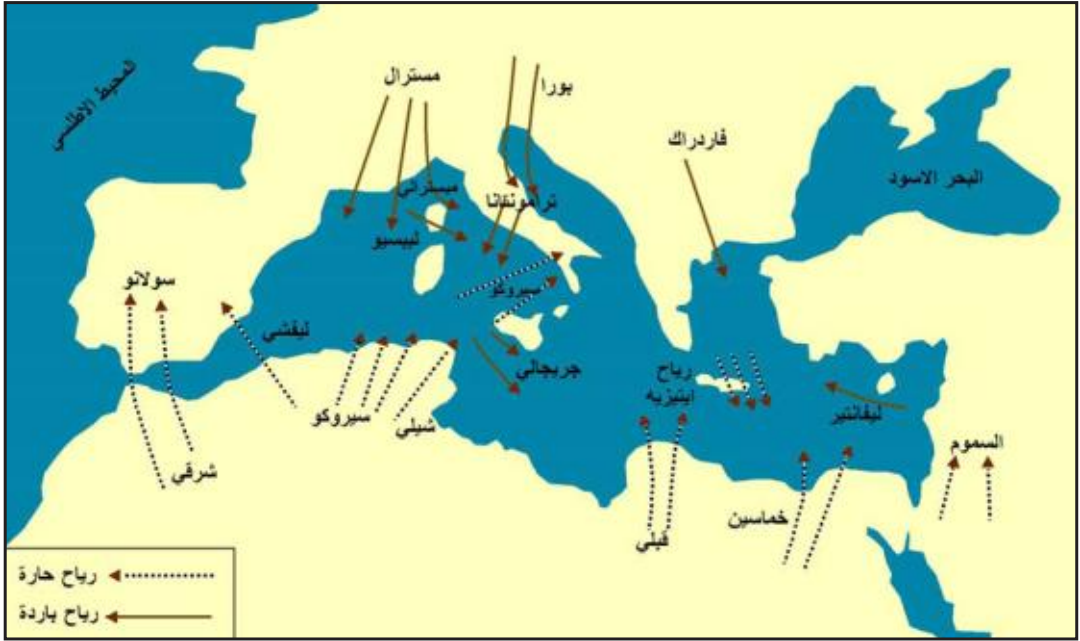 المحيط الاطلسي
مسترال
بورا
فاردراك
البحر الاسود
ميسترالي
ترامونتانا
ليبسيو
سولانو
سيروكو
ليفشي
جريجالي
رياح
ايتيزيه
ليفانتير
سيروكو
شيلي
شرقي
السموم
خماسين
قبلي
رياح حارة
رياح باردة